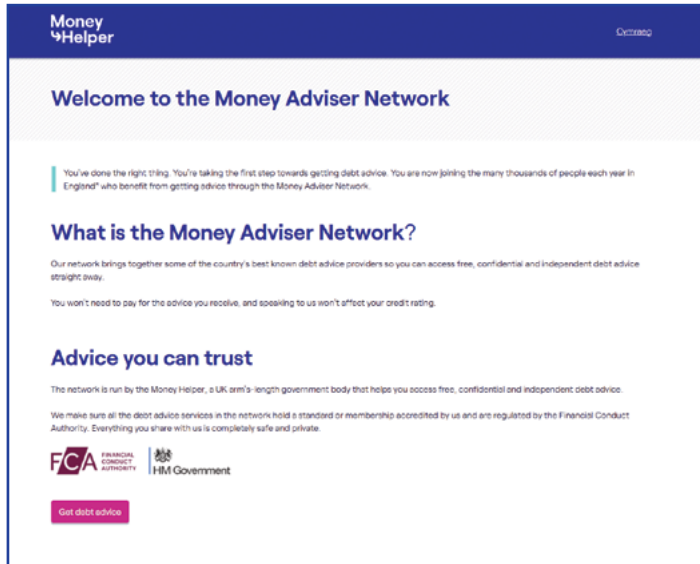 Money
Helper
Cymraeg
Welcome to the Money Adviser Network
You've done the right thing. You're taking the first step towards getting debt advice. You are now joining the many thousands of people each year in
England* who benefit from getting advice through the Money Adviser Network.
What is the Money Adviser Network?
Our network brings together some of the country's best known debt advice providers so you can access free, confidential and independent debt advice
straight away.
You won't need to pay for the advice you receive, and speaking to us won't affect your credit rating.
Advice you can trust
The network is run by the Money Helper, a UK arm's-length government body that helps you access free, confidential and independent debt advice.
We make sure all the debt advice services in the network hold a standard or membership accredited by us and are regulated by the Financial Conduct
Authority. Everything you share with us is completely safe and private.
FCA FINANCIAL
CONDUCT
AUTHORITY
HM Government
Get debt advice